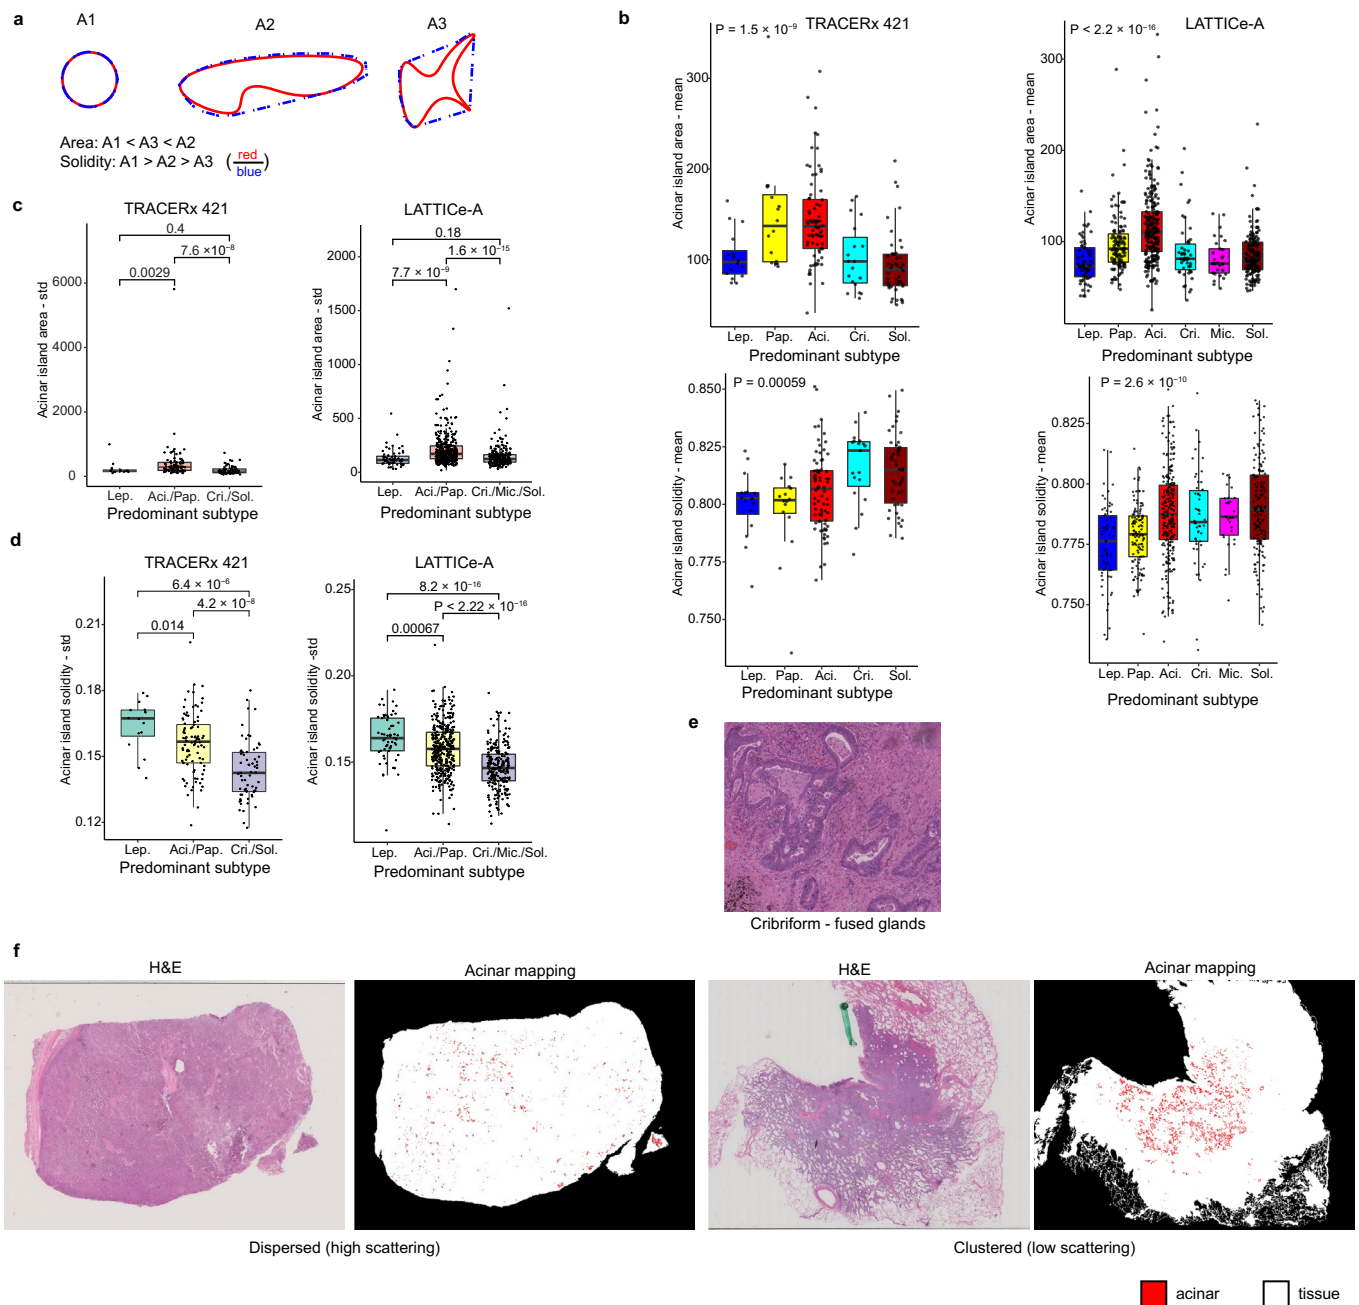 a
A1
A2
A3
Area: A1 < A3 < A2
Solidity: A1 > A2 > A3 (red/blue)
b
TRACERx 421
P = 1.5 × 10⁻⁹
Acinar island area - mean
300
200
100
Lep. Pap. Aci. Cri. Sol.
Predominant subtype
LATTICe-A
P < 2.2 × 10⁻¹⁶
Acinar island area - mean
300
200
100
Lep. Pap. Aci. Cri. Mic. Sol.
Predominant subtype
P = 0.00059
Acinar island solidity - mean
0.850
0.825
0.800
0.775
0.750
Lep. Pap. Aci. Cri. Sol.
Predominant subtype
P = 2.6 × 10⁻¹⁰
Acinar island solidity - mean
0.825
0.800
0.775
0.750
Lep. Pap. Aci. Cri. Mic. Sol.
Predominant subtype
c
TRACERx 421
0.4
7.6 ×10⁻⁸
0.0029
Acinar island area - std
6000
4000
2000
0
Lep. Aci./Pap. Cri./Sol.
Predominant subtype
LATTICe-A
0.18
1.6 × 10⁻¹⁵
7.7 × 10⁻⁹
Acinar island area - std
2000
1500
1000
500
0
Lep. Aci./Pap. Cri./Mic./Sol.
Predominant subtype
d
TRACERx 421
6.4 × 10⁻⁶
4.2 × 10⁻⁸
0.014
Acinar island solidity - std
0.21
0.18
0.15
0.12
Lep. Aci./Pap. Cri./Sol.
Predominant subtype
LATTICe-A
8.2 × 10⁻¹⁶
P < 2.22 × 10⁻¹⁶
0.00067
Acinar island solidity -std
0.25
0.20
0.15
Lep. Aci./Pap. Cri./Mic./Sol.
Predominant subtype
e
Cribriform - fused glands
f
H&E
Acinar mapping
H&E
Acinar mapping
Dispersed (high scattering)
Clustered (low scattering)
acinar
tissue